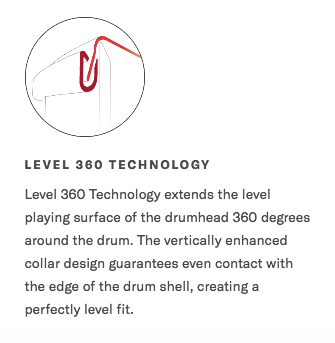 LEVEL 360 TECHNOLOGY
Level 360 Technology extends the level
playing surface of the drumhead 360 degrees
around the drum. The vertically enhanced
collar design guarantees even contact with
the edge of the drum shell, creating a
perfectly level fit.